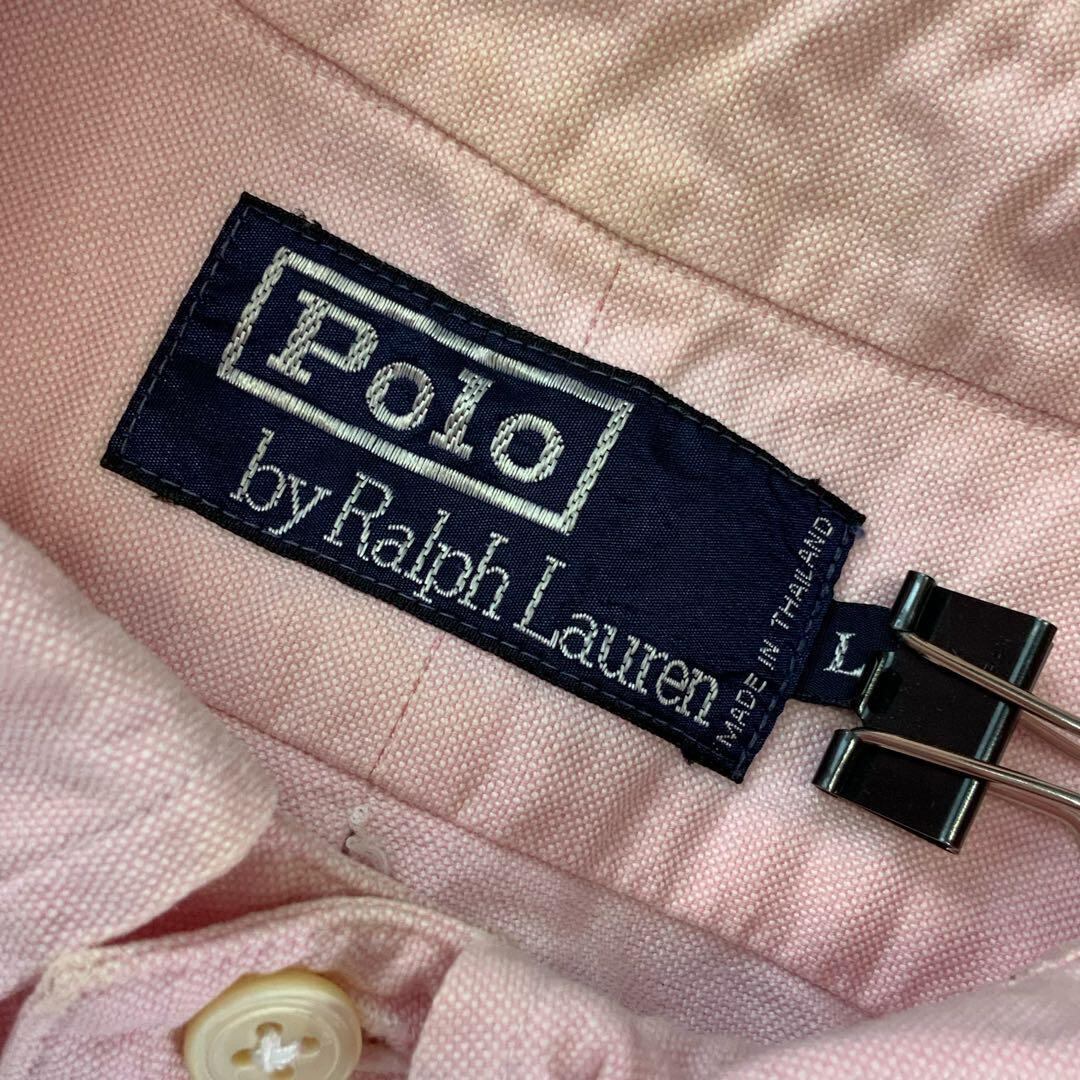 Polo
by Ralph Lauren
MADE IN THAILAND
L